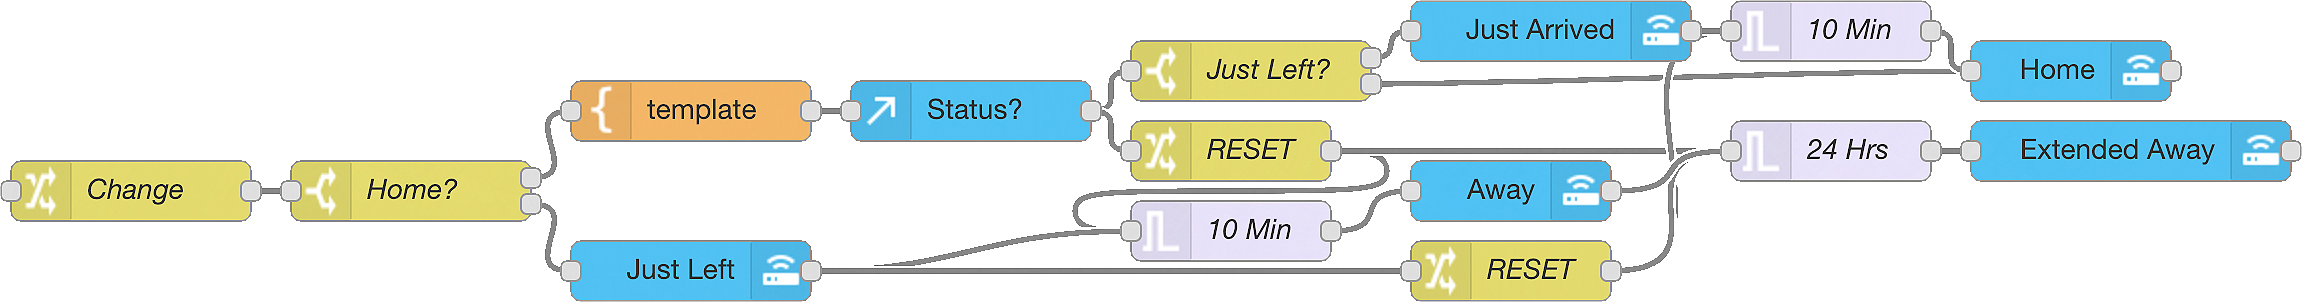 Change
Home?
template
Status?
Just Left
Just Left?
RESET
10 Min
Just Arrived
Away
RESET
10 Min
24 Hrs
Home
Extended Away